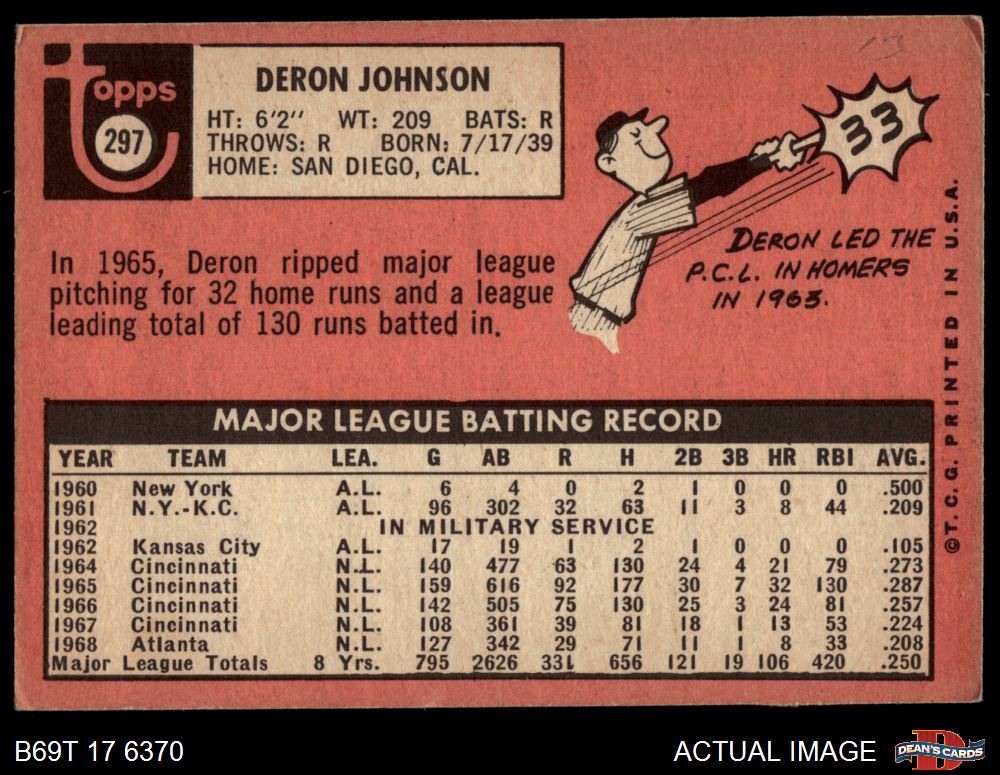 Topps
297
DERON JOHNSON
HT: 6'2" WT: 209 BATS: R
THROWS: R BORN: 7/17/39
HOME: SAN DIEGO, CAL.
13
33
DERON LED THE
P.C.L. IN HOMERS
IN 1963.
In 1965, Deron ripped major league
pitching for 32 home runs and a league
leading total of 130 runs batted in.
©T. C. G. PRINTED IN U.S.A.
MAJOR LEAGUE BATTING RECORD
YEAR TEAM LEA. G AB R H 2B 3B HR RBI AVG.
1960 New York A.L. 6 4 0 2 1 0 0 0 .500
1961 N.Y.-K.C. A.L. 96 302 32 63 11 3 8 44 .209
1962 IN MILITARY SERVICE
1962 Kansas City A.L. 17 19 1 2 1 0 0 0 .105
1964 Cincinnati N.L. 140 477 63 130 24 4 21 79 .273
1965 Cincinnati N.L. 159 616 92 177 30 7 32 130 .287
1966 Cincinnati N.L. 142 505 75 130 25 3 24 81 .257
1967 Cincinnati N.L. 108 361 39 81 18 1 13 53 .224
1968 Atlanta N.L. 127 342 29 71 11 1 8 33 .208
Major League Totals 8 Yrs. 795 2626 331 656 121 19 106 420 .250
B69T 17 6370
ACTUAL IMAGE
DEAN'S CARDS